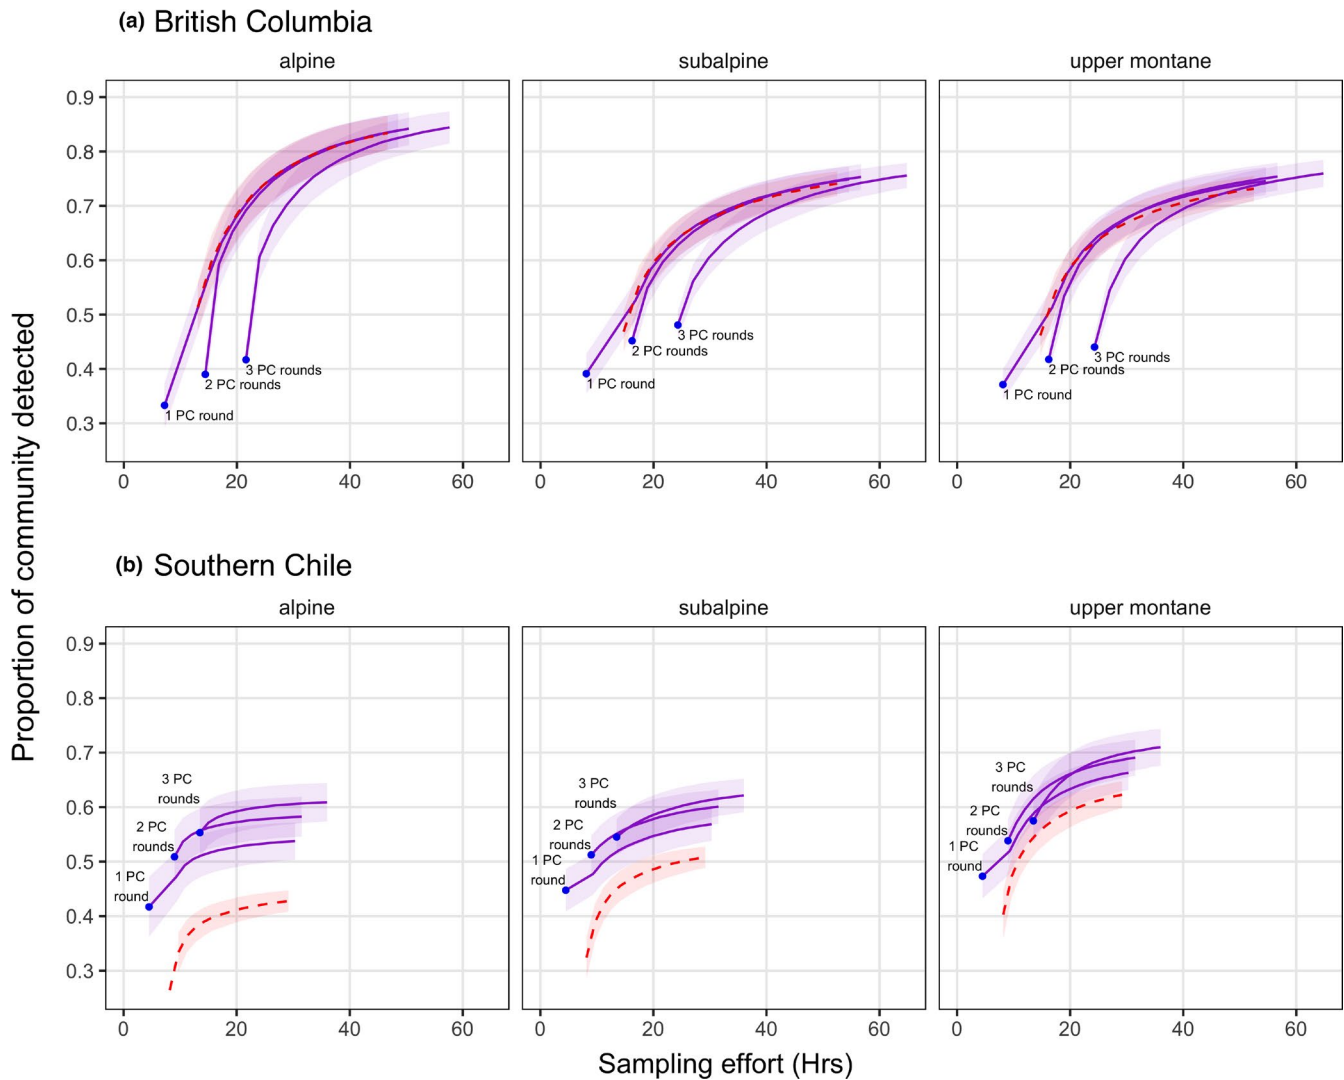 (a) British Columbia
alpine
subalpine
upper montane
Proportion of community detected
0.9
0.8
0.7
0.6
0.5
0.4
0.3
1 PC round
2 PC rounds
3 PC rounds
0 20 40 60
1 PC round
2 PC rounds
3 PC rounds
0 20 40 60
1 PC round
2 PC rounds
3 PC rounds
0 20 40 60
(b) Southern Chile
alpine
subalpine
upper montane
0.9
0.8
0.7
0.6
0.5
0.4
0.3
3 PC
rounds
2 PC
rounds
1 PC
round
0 20 40 60
3 PC
rounds
2 PC
rounds
1 PC
round
0 20 40 60
3 PC
rounds
2 PC
rounds
1 PC
round
0 20 40 60
Sampling effort (Hrs)